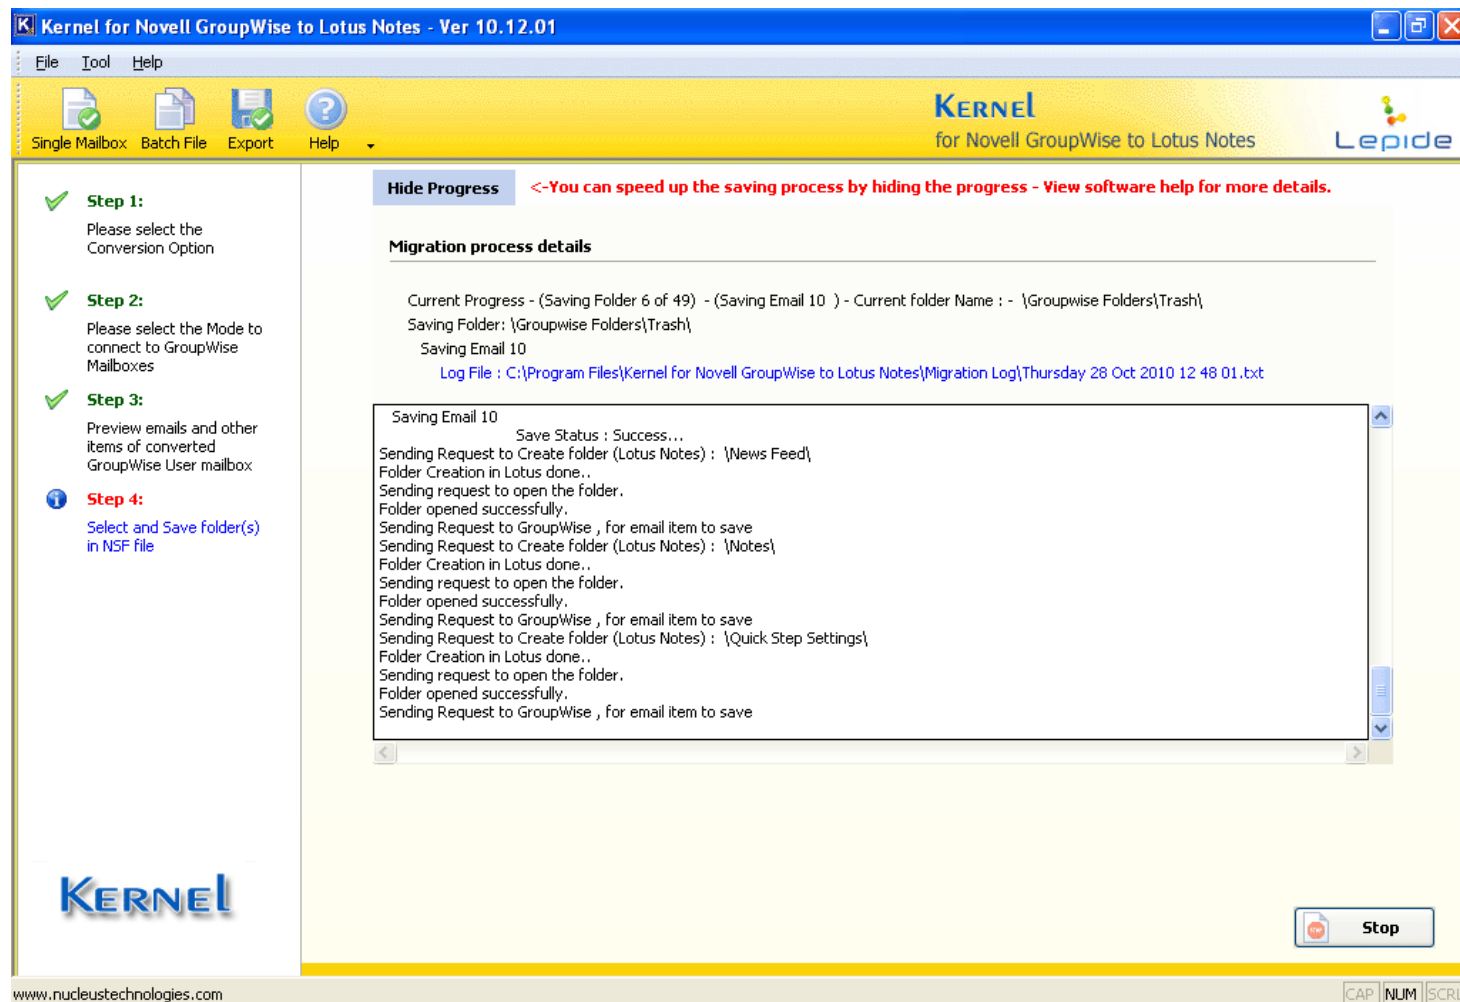 Kernel for Novell GroupWise to Lotus Notes - Ver 10.12.01
File Tool Help
Single Mailbox Batch File Export Help
KERNEL
for Novell GroupWise to Lotus Notes
Lepide
Hide Progress <-You can speed up the saving process by hiding the progress - View software help for more details.
Step 1:
Please select the
Conversion Option
Step 2:
Please select the Mode to
connect to GroupWise
Mailboxes
Step 3:
Preview emails and other
items of converted
GroupWise User mailbox
Step 4:
Select and Save folder(s)
in NSF file
Migration process details
Current Progress - (Saving Folder 6 of 49) - (Saving Email 10 ) - Current folder Name : - \Groupwise Folders\Trash\
Saving Folder: \Groupwise Folders\Trash\
Saving Email 10
Log File : C:\Program Files\Kernel for Novell GroupWise to Lotus Notes\Migration Log\Thursday 28 Oct 2010 12 48 01.txt
Saving Email 10
Save Status : Success...
Sending Request to Create folder (Lotus Notes) : \News Feed\
Folder Creation in Lotus done..
Sending request to open the folder.
Folder opened successfully.
Sending Request to GroupWise , for email item to save
Sending Request to Create folder (Lotus Notes) : \Notes\
Folder Creation in Lotus done..
Sending request to open the folder.
Folder opened successfully.
Sending Request to GroupWise , for email item to save
Sending Request to Create folder (Lotus Notes) : \Quick Step Settings\
Folder Creation in Lotus done..
Sending request to open the folder.
Folder opened successfully.
Sending Request to GroupWise , for email item to save
KERNEL
STOP Stop
www.nucleustechnologies.com
CAP NUM SCRL